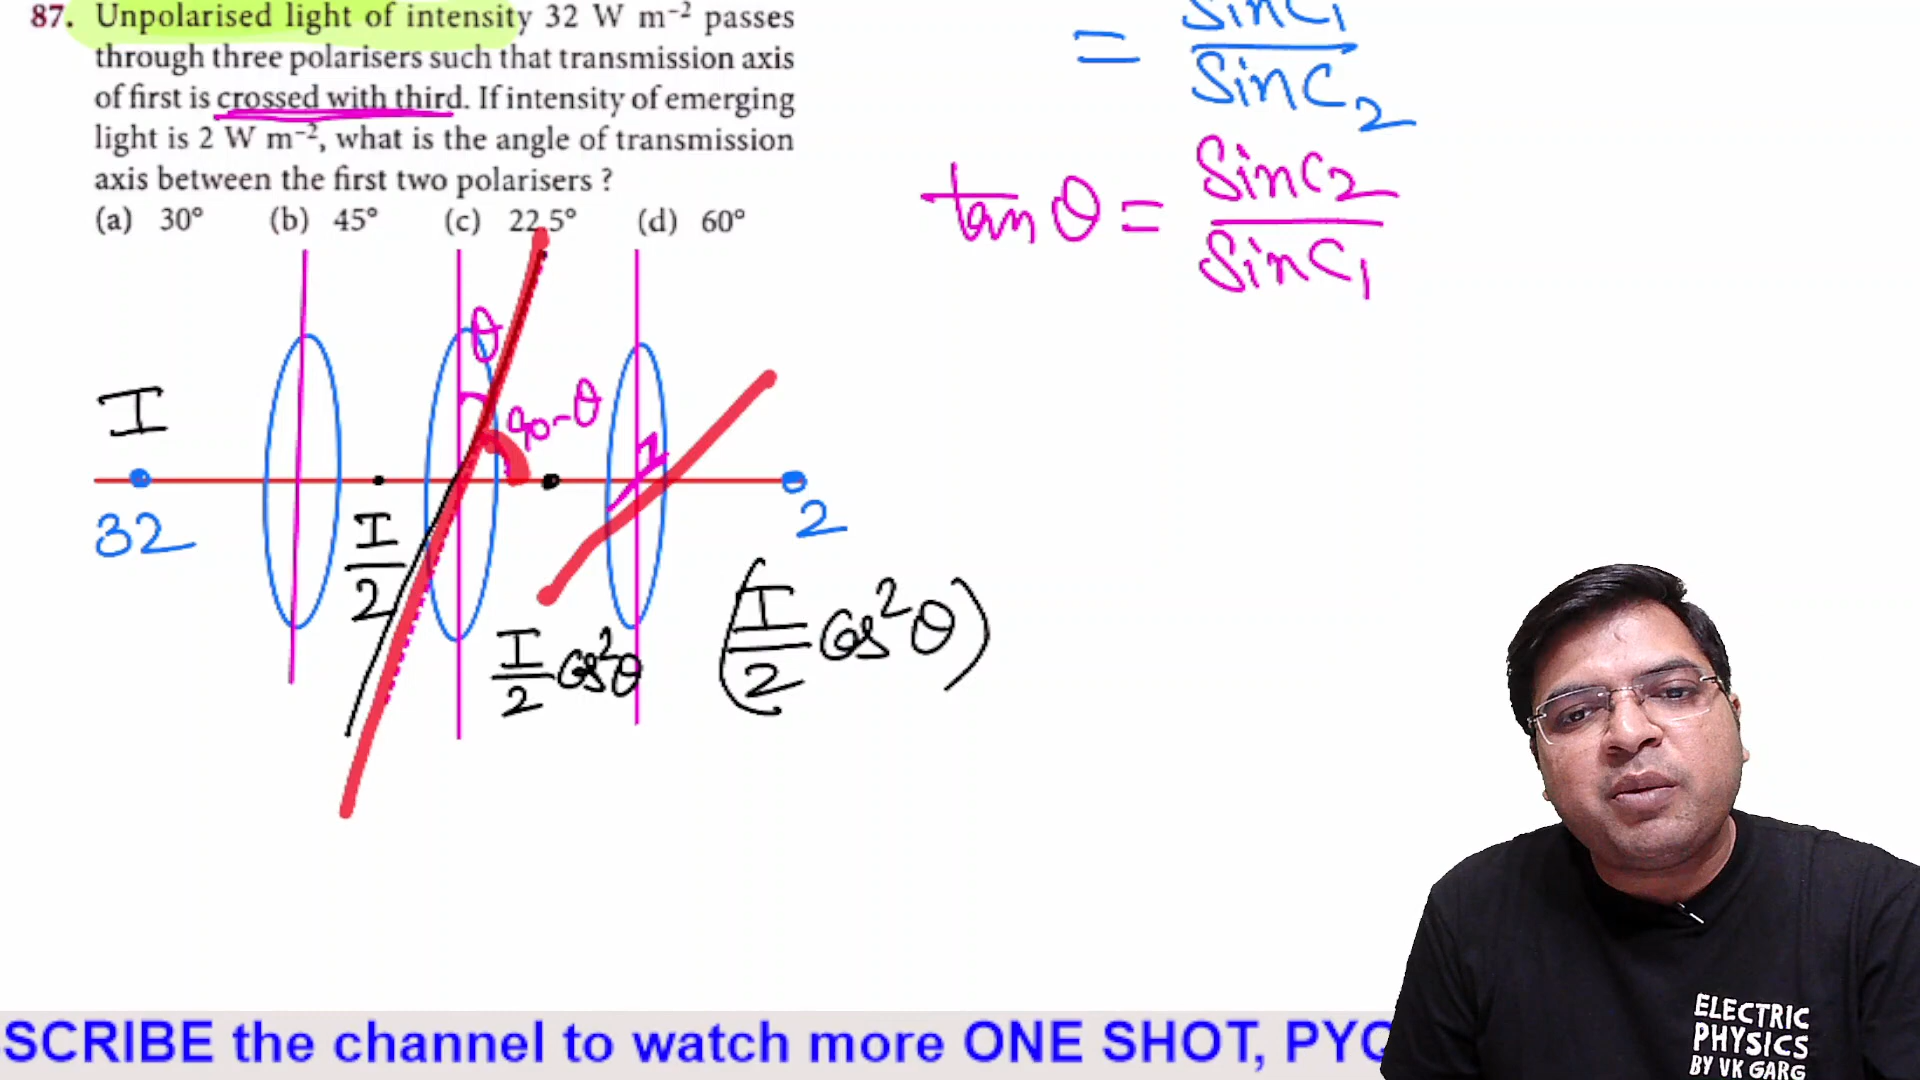 87. Unpolarised light of intensity 32 W m⁻² passes
through three polarisers such that transmission axis
of first is crossed with third. If intensity of emerging
light is 2 W m⁻², what is the angle of transmission
axis between the first two polarisers ?
(a) 30° (b) 45° (c) 22.5° (d) 60°
= sinC₁ / sinC₂
tan θ = sinC₂ / sinC₁
θ
90-θ
I
32
I/2
I/2 cos²θ
(I/2 cos²θ)
2
ELECTRIC
PHYSICS
BY VK GARG
SCRIBE the channel to watch more ONE SHOT, PYQ